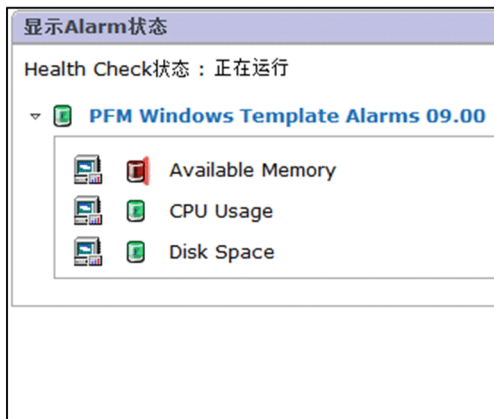 显示Alarm状态
Health Check状态 : 正在运行
PFM Windows Template Alarms 09.00
Available Memory
CPU Usage
Disk Space